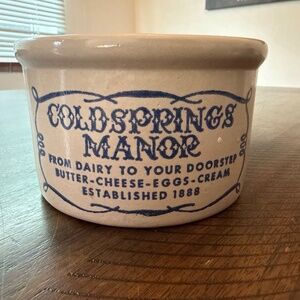 COLDSPRINGS
MANOR
FROM DAIRY TO YOUR DOORSTEP
BUTTER-CHEESE-EGGS-CREAM
ESTABLISHED 1888